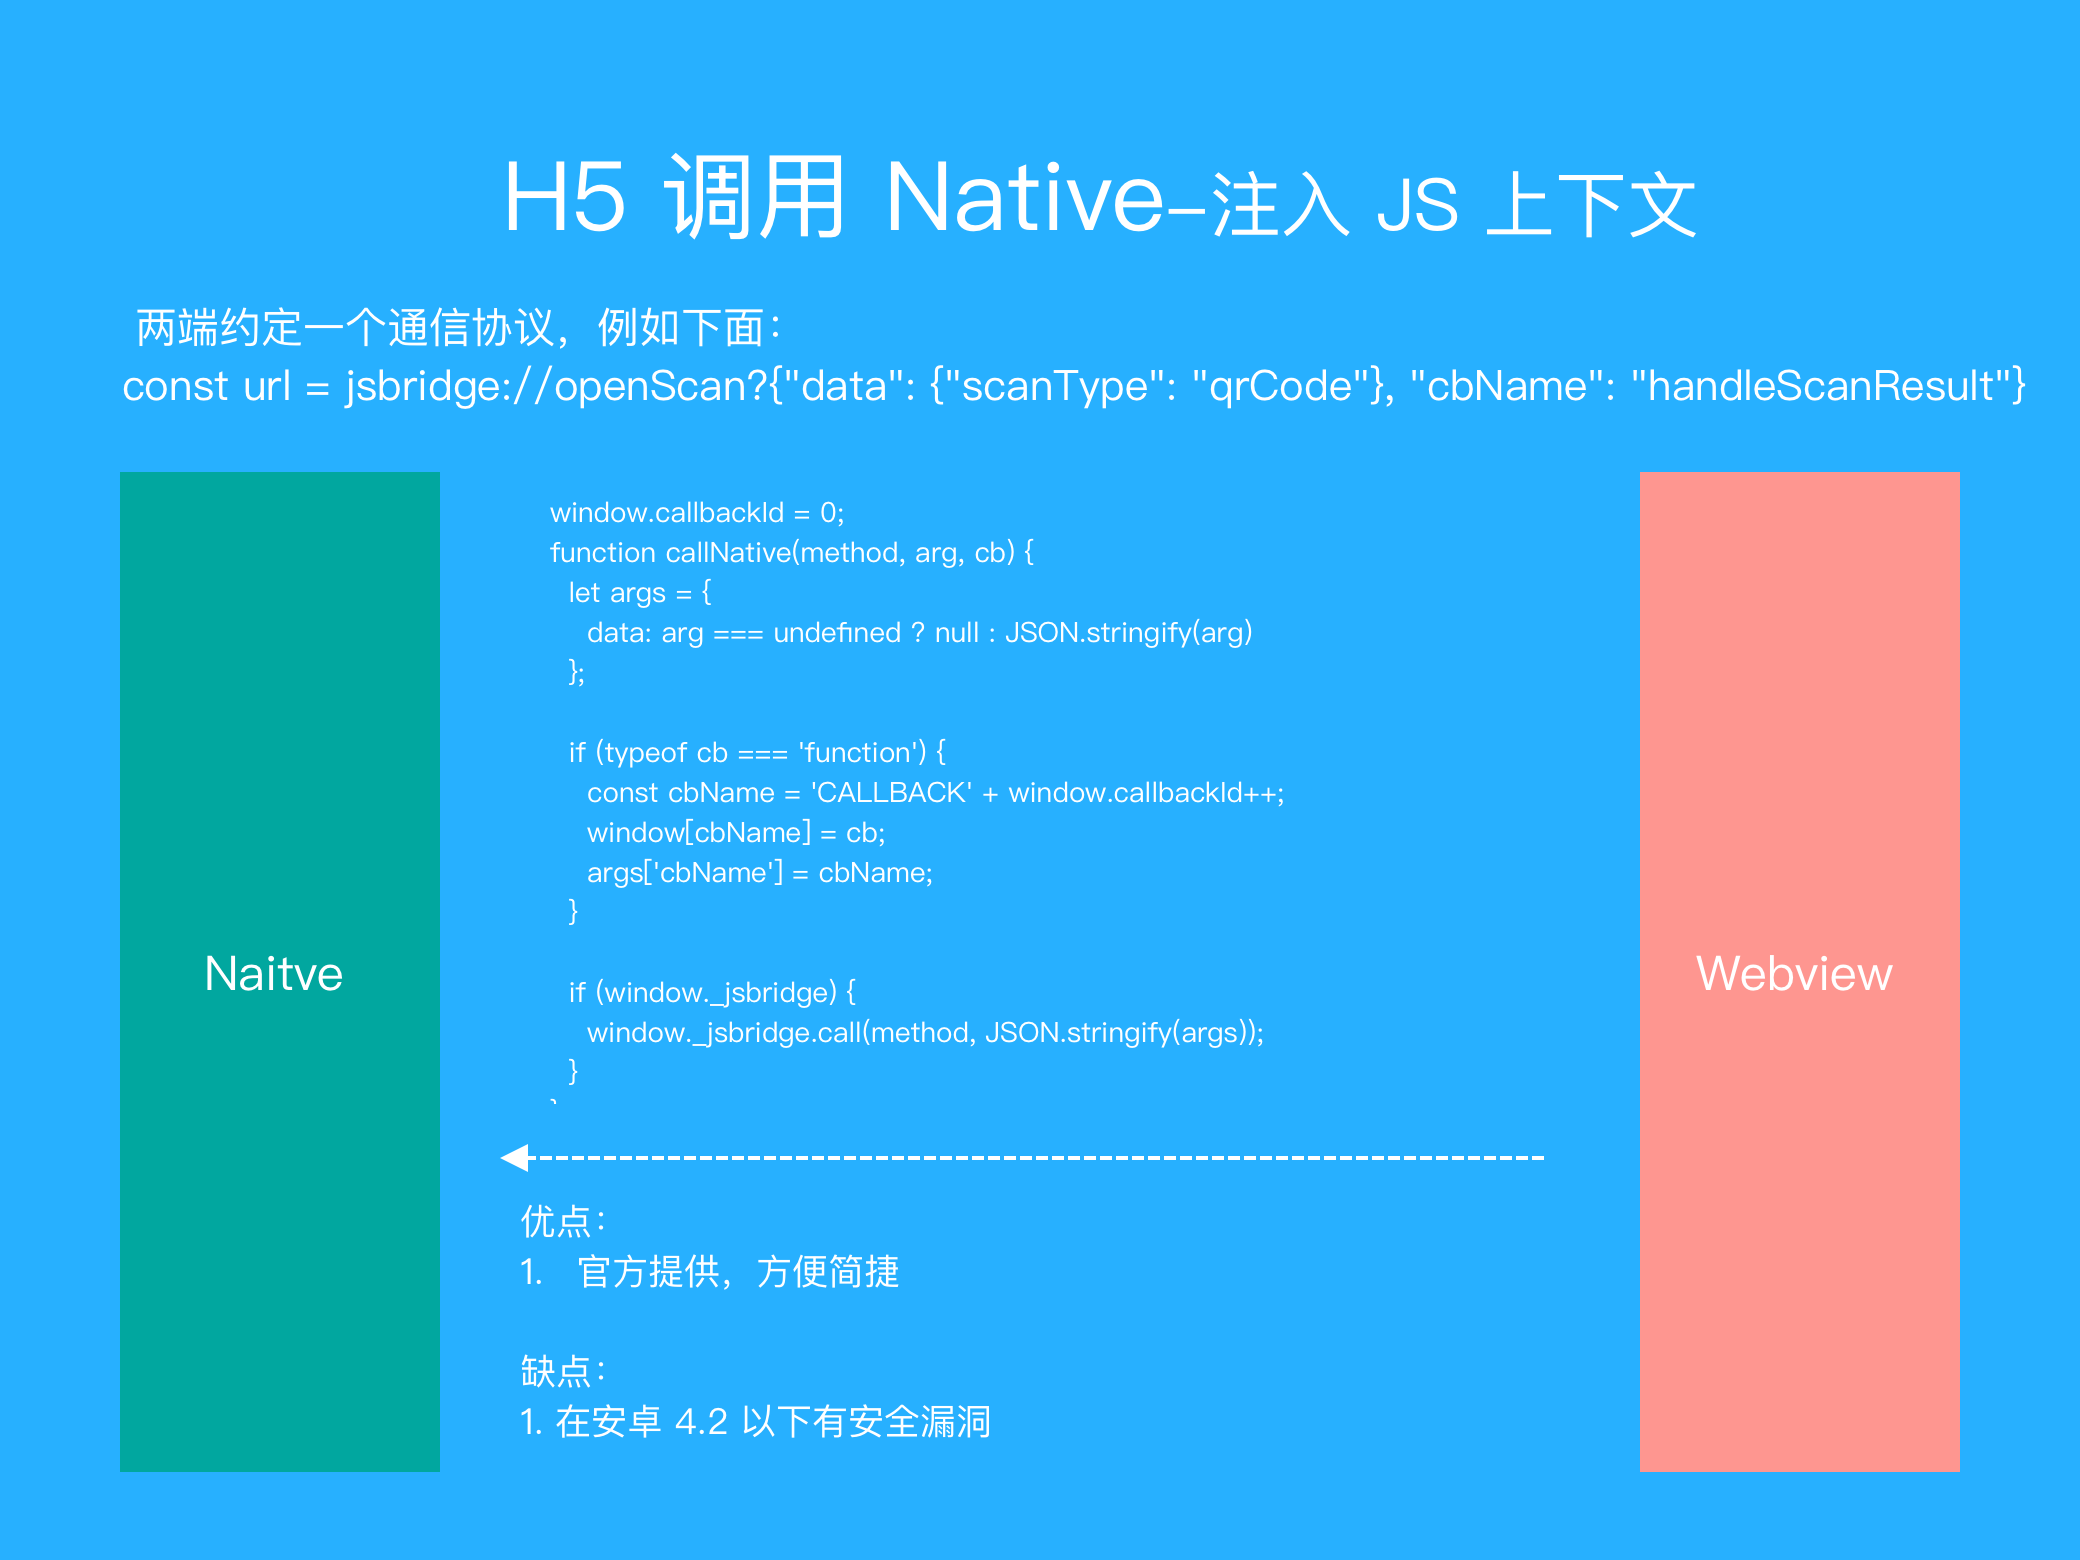 H5 调用 Native-注入 JS 上下文
两端约定一个通信协议，例如下面：
const url = jsbridge://openScan?{"data": {"scanType": "qrCode"}, "cbName": "handleScanResult"}
window.callbackId = 0;
function callNative(method, arg, cb) {
let args = {
data: arg === undefined ? null : JSON.stringify(arg)
};
if (typeof cb === 'function') {
const cbName = 'CALLBACK' + window.callbackId++;
window[cbName] = cb;
args['cbName'] = cbName;
}
if (window._jsbridge) {
window._jsbridge.call(method, JSON.stringify(args));
}
Naitve
Webview
优点：
1. 官方提供，方便简捷
缺点：
1. 在安卓 4.2 以下有安全漏洞